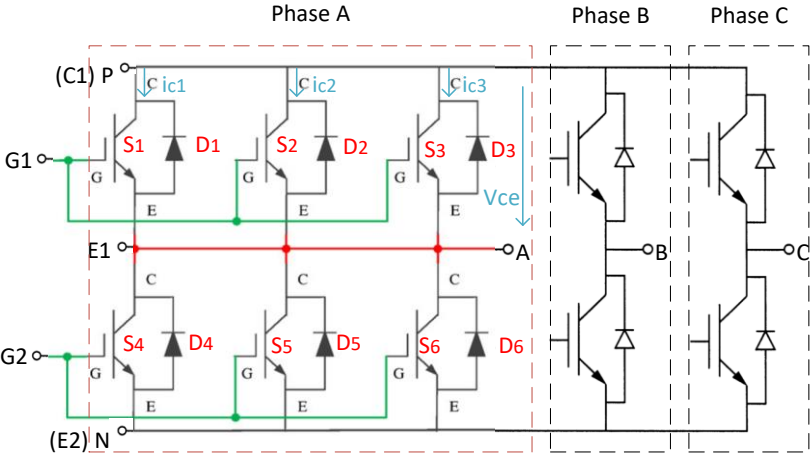 Phase A
Phase B
Phase C
(C1) P
C ic1
C ic2
C ic3
G1
S1
D1
S2
D2
S3
D3
G
G
G
Vce
E
E
E
E1
A
B
C
C
C
C
G2
S4
D4
S5
D5
S6
D6
G
G
G
E
E
E
(E2) N